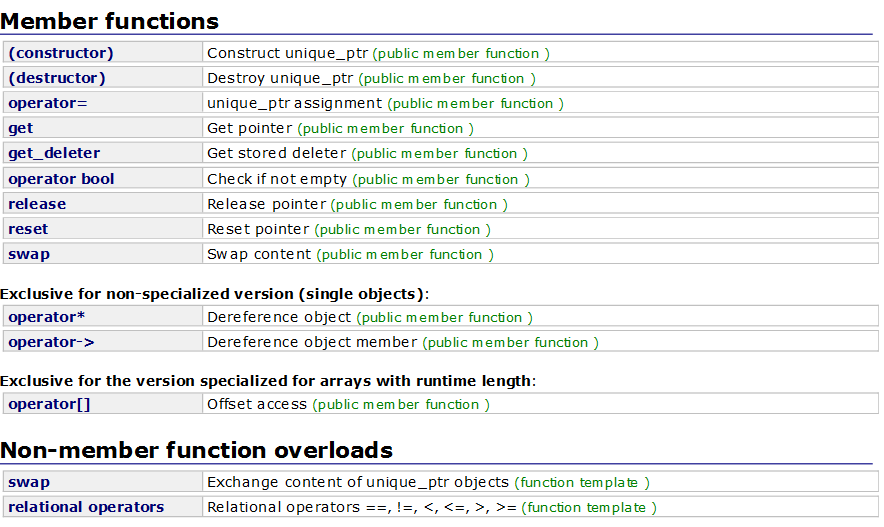 Member functions
(constructor) Construct unique_ptr (public member function )
(destructor) Destroy unique_ptr (public member function )
operator= unique_ptr assignment (public member function )
get Get pointer (public member function )
get_deleter Get stored deleter (public member function )
operator bool Check if not empty (public member function )
release Release pointer (public member function )
reset Reset pointer (public member function )
swap Swap content (public member function )
Exclusive for non-specialized version (single objects):
operator* Dereference object (public member function )
operator-> Dereference object member (public member function )
Exclusive for the version specialized for arrays with runtime length:
operator[] Offset access (public member function )
Non-member function overloads
swap Exchange content of unique_ptr objects (function template )
relational operators Relational operators ==, !=, <, <=, >, >= (function template )